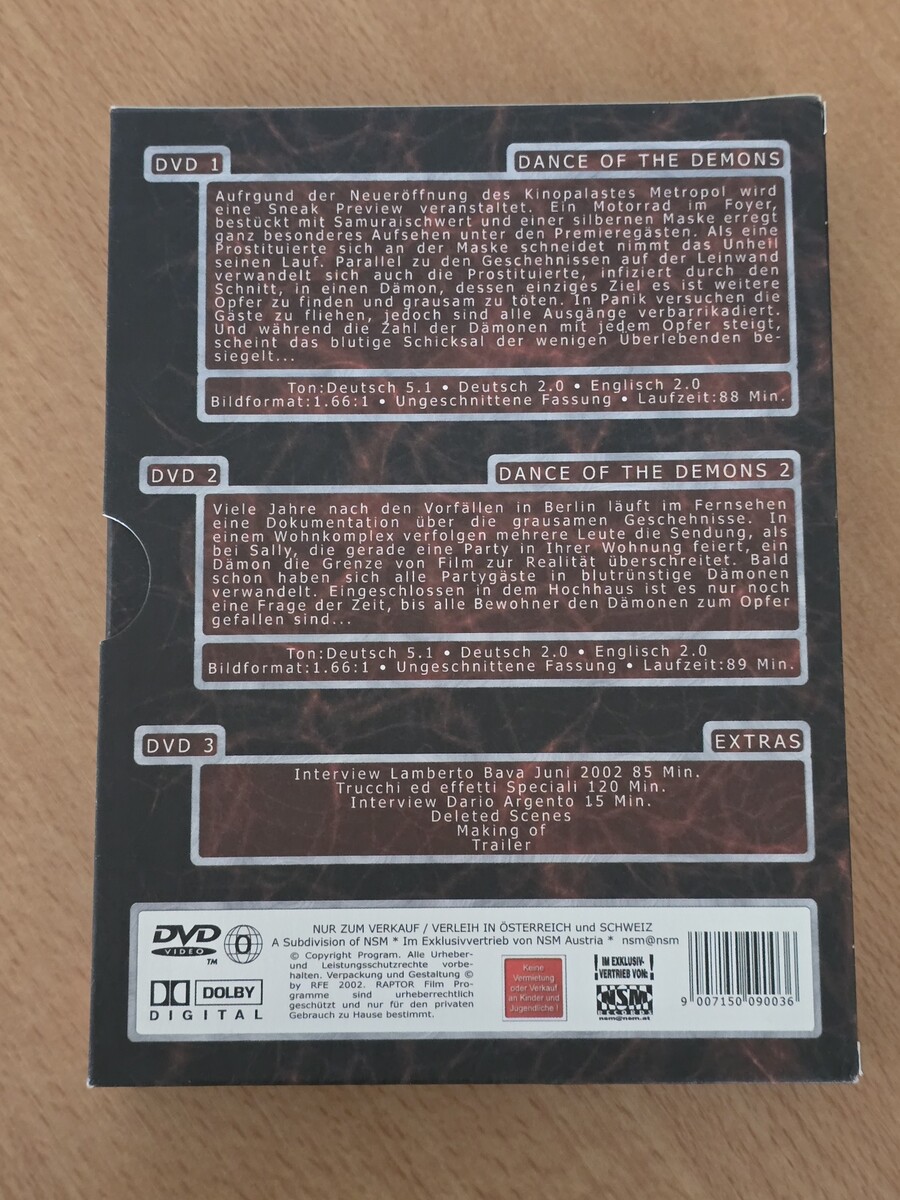 DVD 1
DANCE OF THE DEMONS
Aufrgund der Neueröffnung des Kinopalastes Metropol wird
eine Sneak Preview veranstaltet. Ein Motorrad im Foyer,
bestückt mit Samuraischwert und einer silbernen Maske erregt
ganz besonderes Aufsehen unter den Premieregästen. Als eine
Prostituierte sich an der Maske schneidet nimmt das Unheil
seinen Lauf. Parallel zu den Geschehnissen auf der Leinwand
verwandelt sich auch die Prostituierte, infiziert durch den
Schnitt, in einen Dämon, dessen einziges Ziel es ist weitere
Opfer zu finden und grausam zu töten. In Panik versuchen die
Gäste zu fliehen, jedoch sind alle Ausgänge verbarrikadiert.
Und während die Zahl der Dämonen mit jedem Opfer steigt,
scheint das blutige Schicksal der wenigen Überlebenden be-
siegelt...
Ton:Deutsch 5.1 • Deutsch 2.0 • Englisch 2.0
Bildformat:1.66:1 • Ungeschnittene Fassung • Laufzeit:88 Min.
DVD 2
DANCE OF THE DEMONS 2
Viele Jahre nach den Vorfällen in Berlin läuft im Fernsehen
eine Dokumentation über die grausamen Geschehnisse. In
einem Wohnkomplex verfolgen mehrere Leute die Sendung, als
bei Sally, die gerade eine Party in Ihrer Wohnung feiert, ein
Dämon die Grenze von Film zur Realität überschreitet. Bald
schon haben sich alle Partygäste in blutrünstige Dämonen
verwandelt. Eingeschlossen in dem Hochhaus ist es nur noch
eine Frage der Zeit, bis alle Bewohner den Dämonen zum Opfer
gefallen sind...
Ton:Deutsch 5.1 • Deutsch 2.0 • Englisch 2.0
Bildformat:1.66:1 • Ungeschnittene Fassung • Laufzeit:89 Min.
DVD 3
EXTRAS
Interview Lamberto Bava Juni 2002 85 Min.
Trucchi ed effetti Speciali 120 Min.
Interview Dario Argento 15 Min.
Deleted Scenes
Making of
Trailer
DVD
VIDEO
TM
0
DOLBY
DIGITAL
NUR ZUM VERKAUF / VERLEIH IN ÖSTERREICH und SCHWEIZ
A Subdivision of NSM * Im Exklusivvertrieb von NSM Austria * nsm@nsm
© Copyright Program. Alle Urheber-
und Leistungsschutzrechte vorbe-
halten. Verpackung und Gestaltung ©
by RFE 2002. RAPTOR Film Pro-
gramme sind urheberrechtlich
geschützt und nur für den privaten
Gebrauch zu Hause bestimmt.
Keine
Vermietung
oder Verkauf
an Kinder und
Jugendliche !
IM EXKLUSIV-
VERTRIEB VON:
NSM
RECORDS
nsm@nsm.at
9 007150 090036